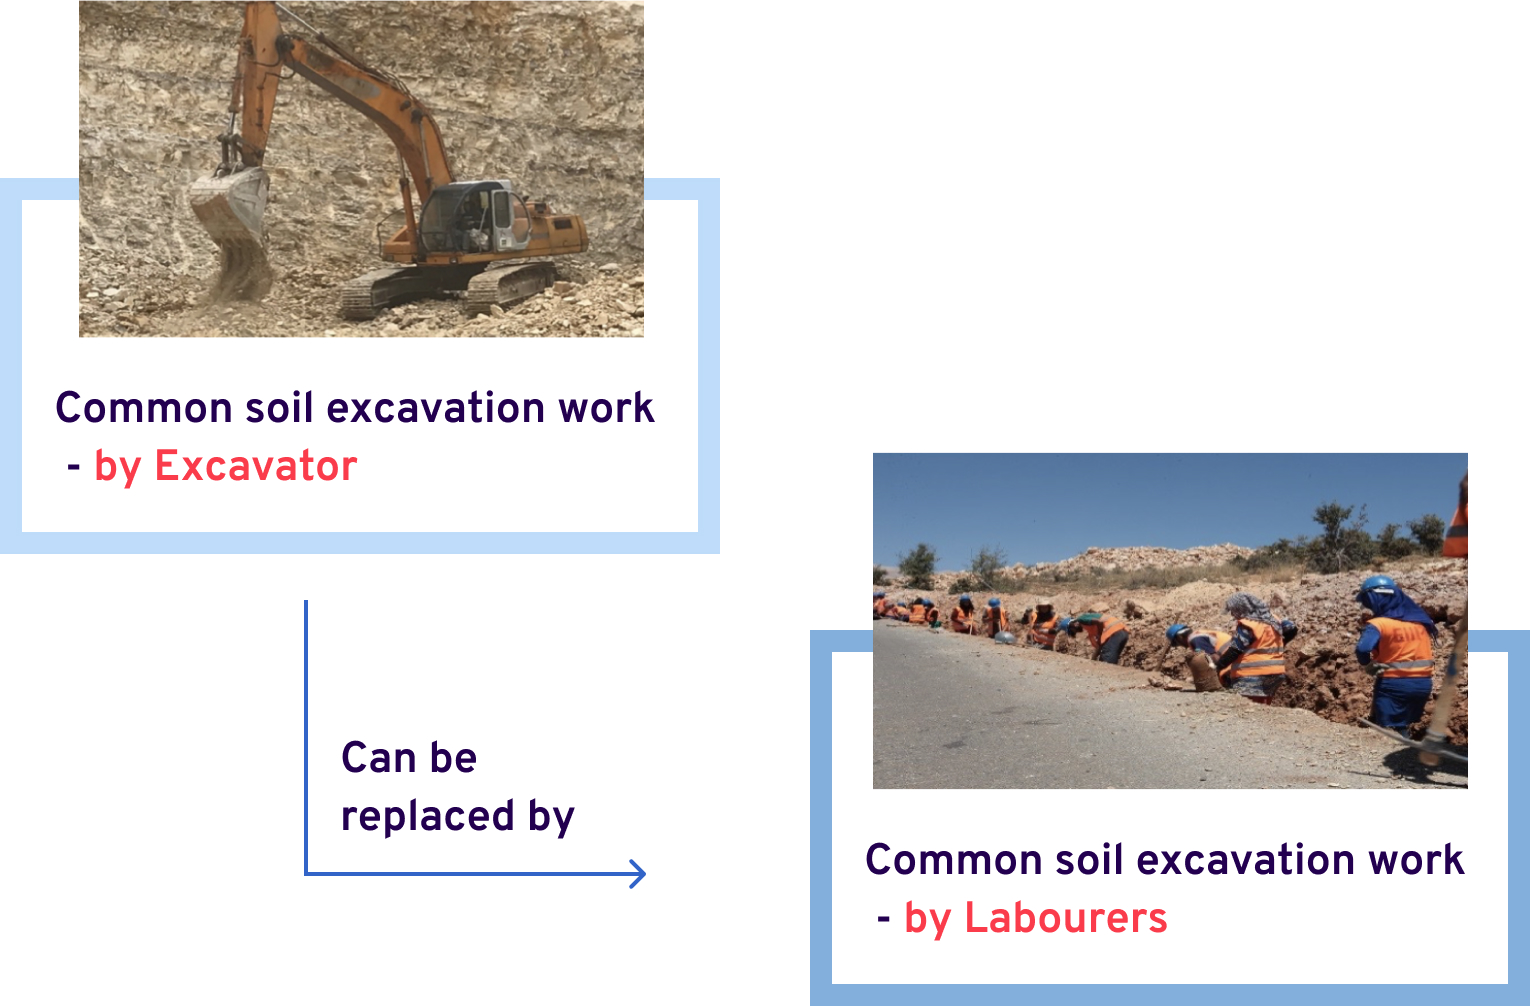 Common soil excavation work
- by Excavator
Can be
replaced by
Common soil excavation work
- by Labourers